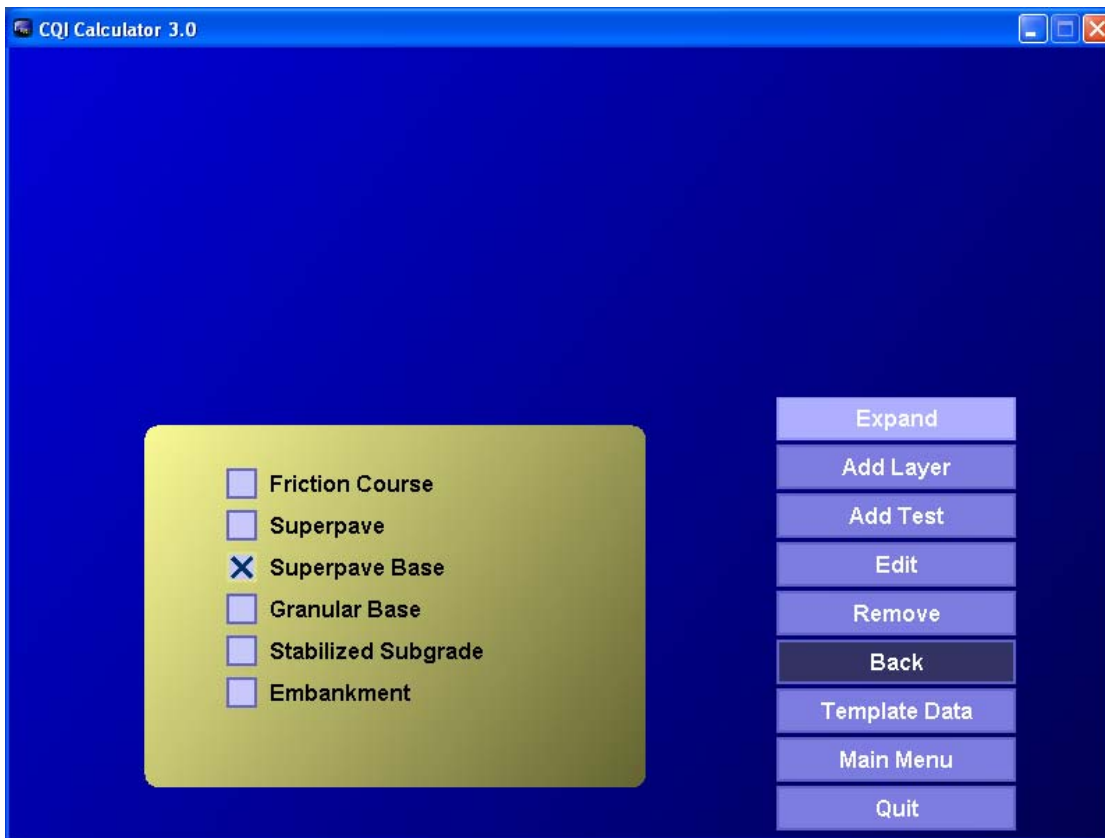 CQI Calculator 3.0
Friction Course
Superpave
Superpave Base
Granular Base
Stabilized Subgrade
Embankment
Expand
Add Layer
Add Test
Edit
Remove
Back
Template Data
Main Menu
Quit